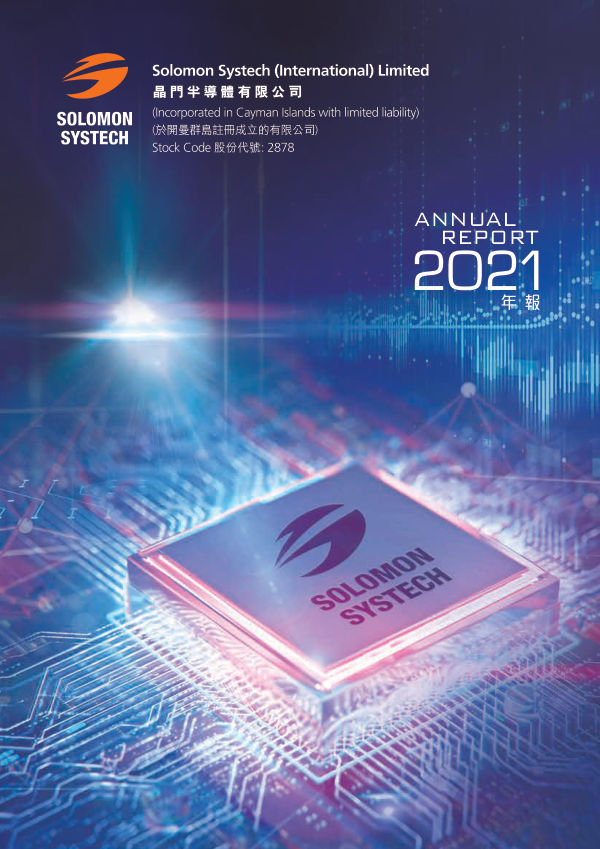 SOLOMON
SYSTECH
Solomon Systech (International) Limited
晶門半導體有限公司
(Incorporated in Cayman Islands with limited liability)
(於開曼群島註冊成立的有限公司)
Stock Code 股份代號: 2878
ANNUAL
REPORT
2021
年報
SOLOMON
SYSTECH